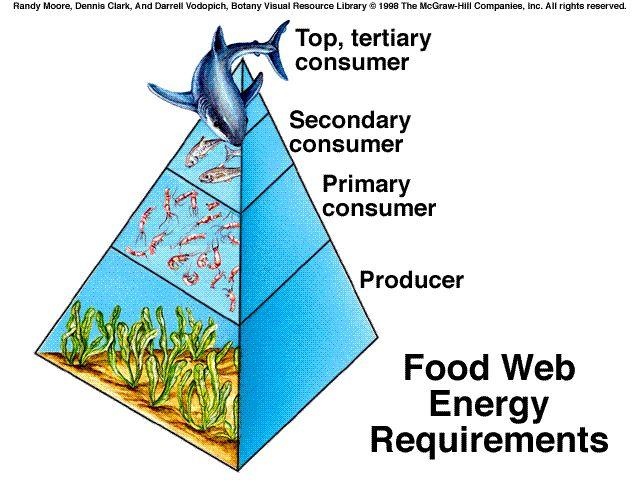 Randy Moore, Dennis Clark, And Darrell Vodopich, Botany Visual Resource Library © 1998 The McGraw-Hill Companies, Inc. All rights reserved.
Top, tertiary
consumer
Secondary
consumer
Primary
consumer
Producer
Food Web
Energy
Requirements